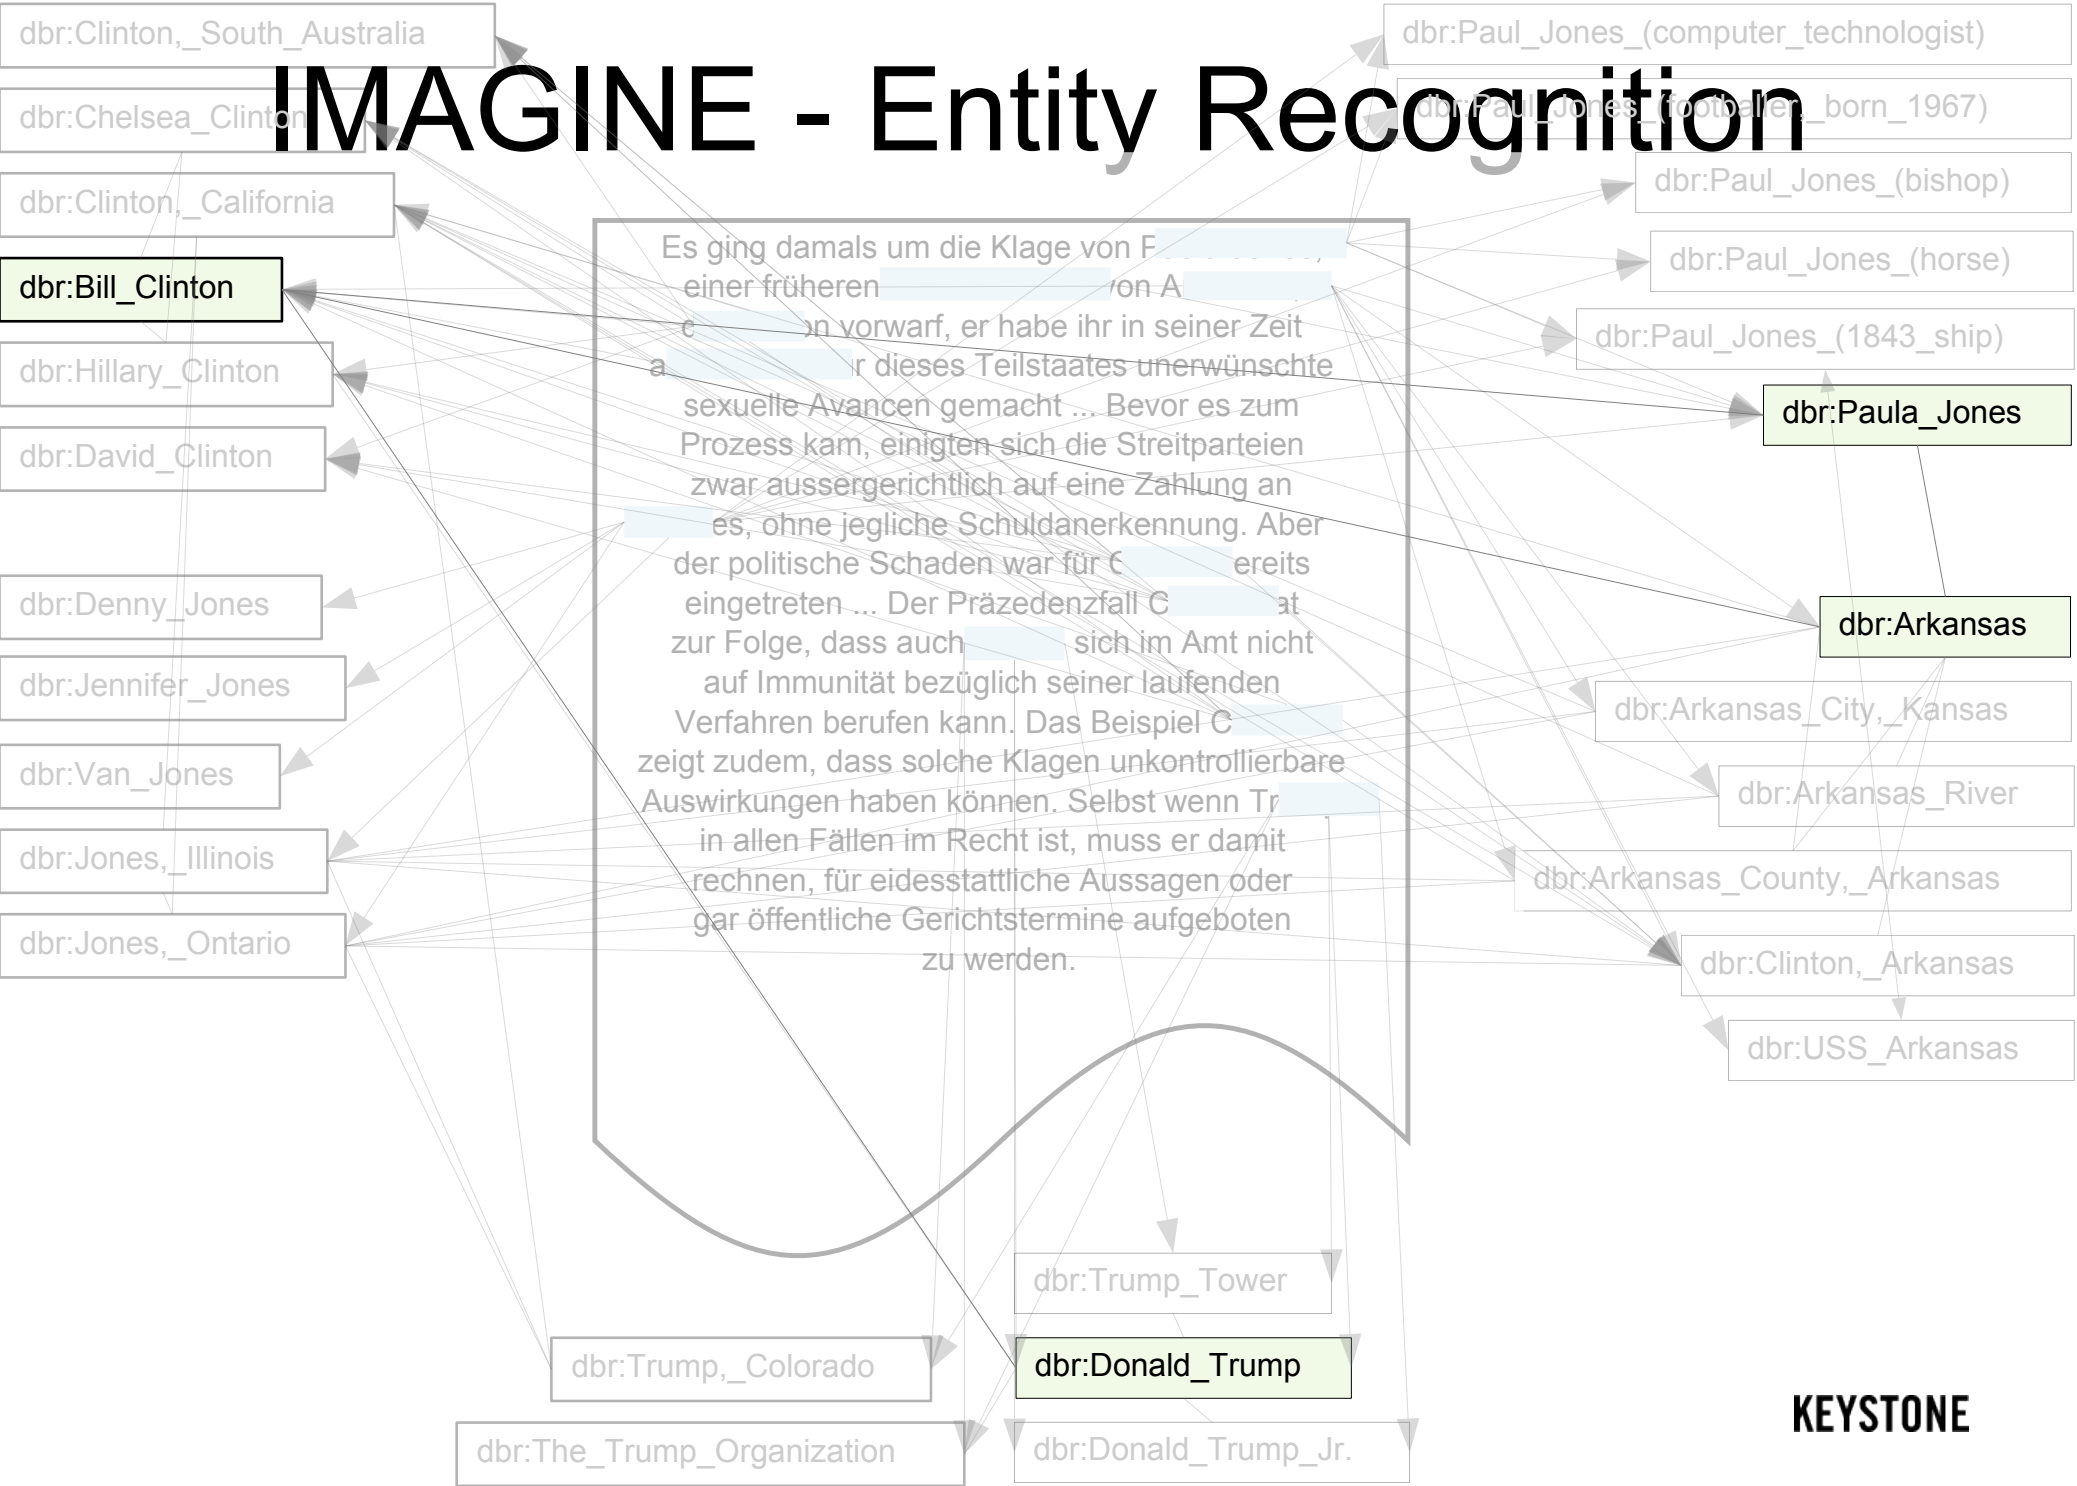 IMAGINE - Entity Recognition
dbr:Clinton,_South_Australia
dbr:Chelsea_Clinton
dbr:Clinton,_California
dbr:Bill_Clinton
dbr:Hillary_Clinton
dbr:David_Clinton
dbr:Denny_Jones
dbr:Jennifer_Jones
dbr:Van_Jones
dbr:Jones,_Illinois
dbr:Jones,_Ontario
Es ging damals um die Klage von
einer früheren von
vorwarf, er habe ihr in seiner Zeit
dieses Teilstaates unerwünschte
sexuelle Avancen gemacht ... Bevor es zum
Prozess kam, einigten sich die Streitparteien
zwar aussergerichtlich auf eine Zahlung an
ohne jegliche Schuldanerkennung. Aber
der politische Schaden war für
eingetreten ... Der Präzedenzfall
zur Folge, dass auch sich im Amt nicht
auf Immunität bezüglich seiner laufenden
Verfahren berufen kann. Das Beispiel
zeigt zudem, dass solche Klagen unkontrollierbare
Auswirkungen haben können. Selbst wenn
in allen Fällen im Recht ist, muss er damit
rechnen, für eidesstattliche Aussagen oder
gar öffentliche Gerichtstermine aufgeboten
zu werden.
dbr:Paul_Jones_(computer_technologist)
dbr:Paul_Jones_(footballer,_born_1967)
dbr:Paul_Jones_(bishop)
dbr:Paul_Jones_(horse)
dbr:Paul_Jones_(1843_ship)
dbr:Paula_Jones
dbr:Arkansas
dbr:Arkansas_City,_Kansas
dbr:Arkansas_River
dbr:Arkansas_County,_Arkansas
dbr:Clinton,_Arkansas
dbr:USS_Arkansas
dbr:Trump_Tower
dbr:Trump,_Colorado
dbr:Donald_Trump
dbr:The_Trump_Organization
dbr:Donald_Trump_Jr.
KEYSTONE